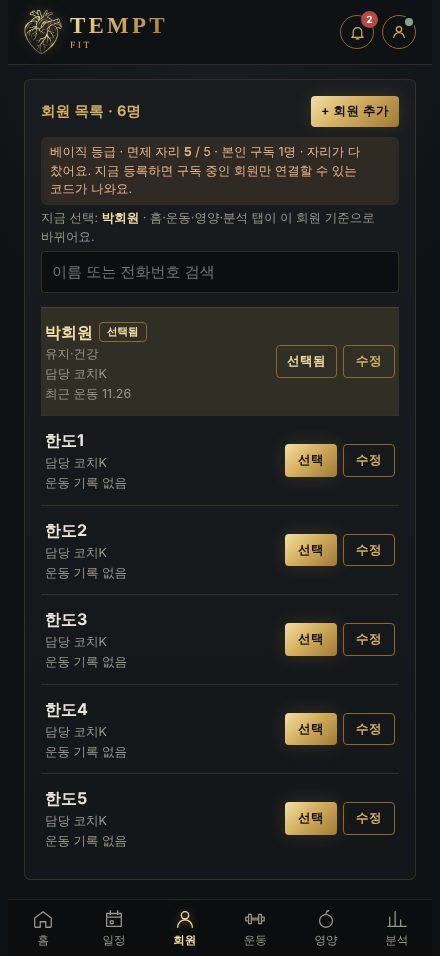 TEMPT
FIT
2
회원 목록 · 6명
+ 회원 추가
베이직 등급 · 면제 자리 5 / 5 · 본인 구독 1명 · 자리가 다
찼어요. 지금 등록하면 구독 중인 회원만 연결할 수 있는
코드가 나와요.
지금 선택: 박회원 · 홈·운동·영양·분석 탭이 이 회원 기준으로
바뀌어요.
이름 또는 전화번호 검색
박회원 선택됨
유지·건강
담당 코치K
최근 운동 11.26
선택됨 수정
한도1
담당 코치K
운동 기록 없음
선택 수정
한도2
담당 코치K
운동 기록 없음
선택 수정
한도3
담당 코치K
운동 기록 없음
선택 수정
한도4
담당 코치K
운동 기록 없음
선택 수정
한도5
담당 코치K
운동 기록 없음
선택 수정
홈 일정 회원 운동 영양 분석